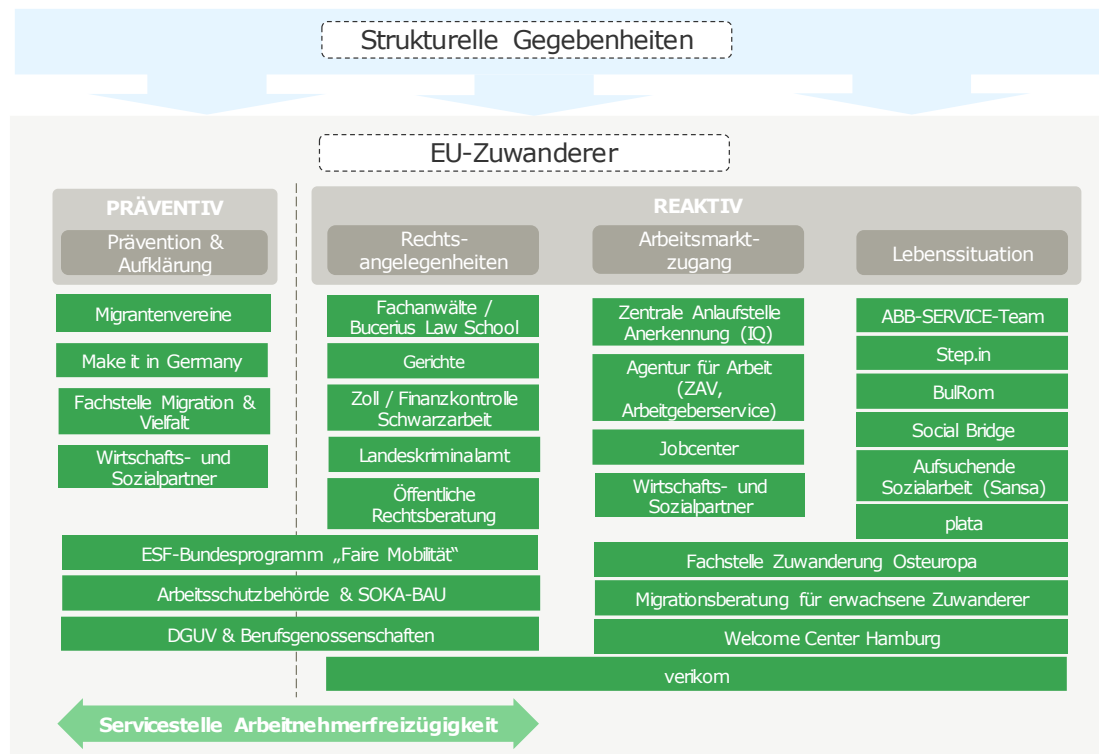 Strukturelle Gegebenheiten
EU-Zuwanderer
PRÄVENTIV
Prävention &
Aufklärung
Migrantenvereine
Make it in Germany
Fachstelle Migration &
Vielfalt
Wirtschafts- und
Sozialpartner
REAKTIV
Rechts-
angelegenheiten
Fachanwälte /
Bucerius Law School
Gerichte
Zoll / Finanzkontrolle
Schwarzarbeit
Landeskriminalamt
Öffentliche
Rechtsberatung
Arbeitsmarkt-
zugang
Zentrale Anlaufstelle
Anerkennung (IQ)
Agentur für Arbeit
(ZAV,
Arbeitgeberservice)
Jobcenter
Wirtschafts- und
Sozialpartner
Lebenssituation
ABB-SERVICE-Team
Step.in
BulRom
Social Bridge
Aufsuchende
Sozialarbeit (Sansa)
plata
ESF-Bundesprogramm „Faire Mobilität“
Arbeitsschutzbehörde & SOKA-BAU
DGUV & Berufsgenossenschaften
Fachstelle Zuwanderung Osteuropa
Migrationsberatung für erwachsene Zuwanderer
Welcome Center Hamburg
verikom
Servicestelle Arbeitnehmerfreizügigkeit